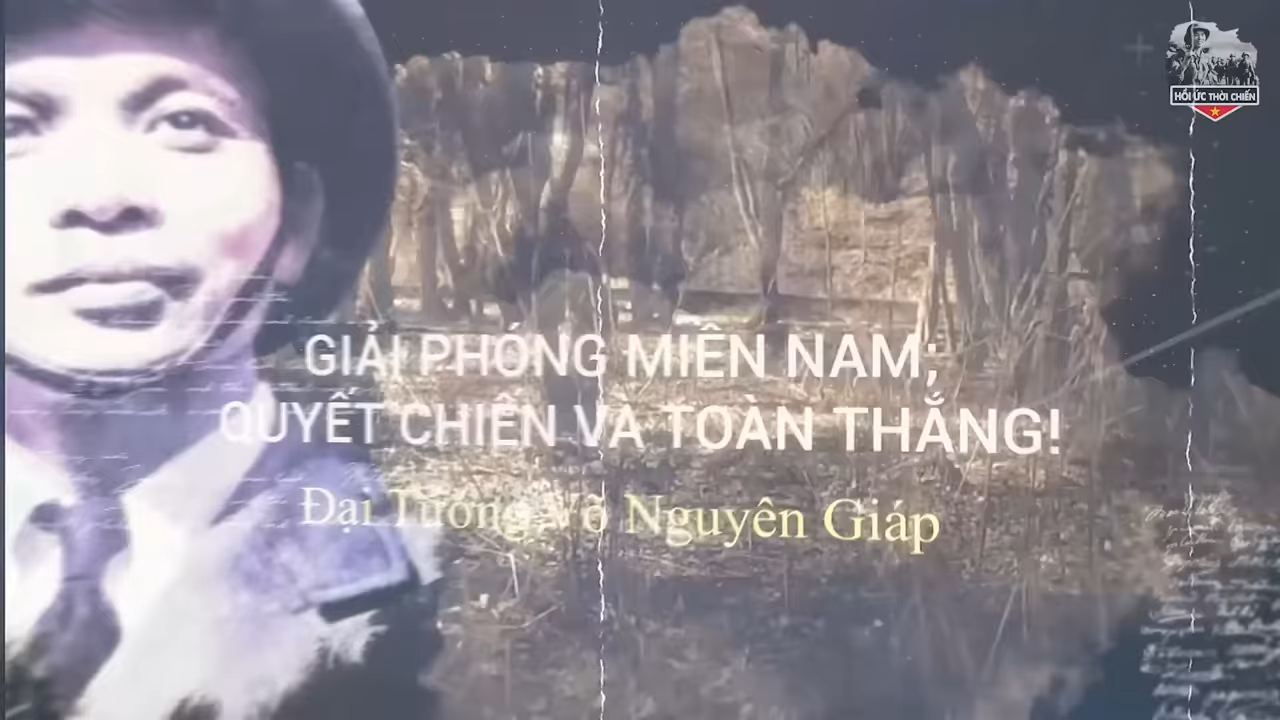 HỒI ỨC THỜI CHIẾN
GIẢI PHÓNG MIỀN NAM;
QUYẾT CHIẾN VÀ TOÀN THẮNG!
Đại Tướng Võ Nguyên Giáp